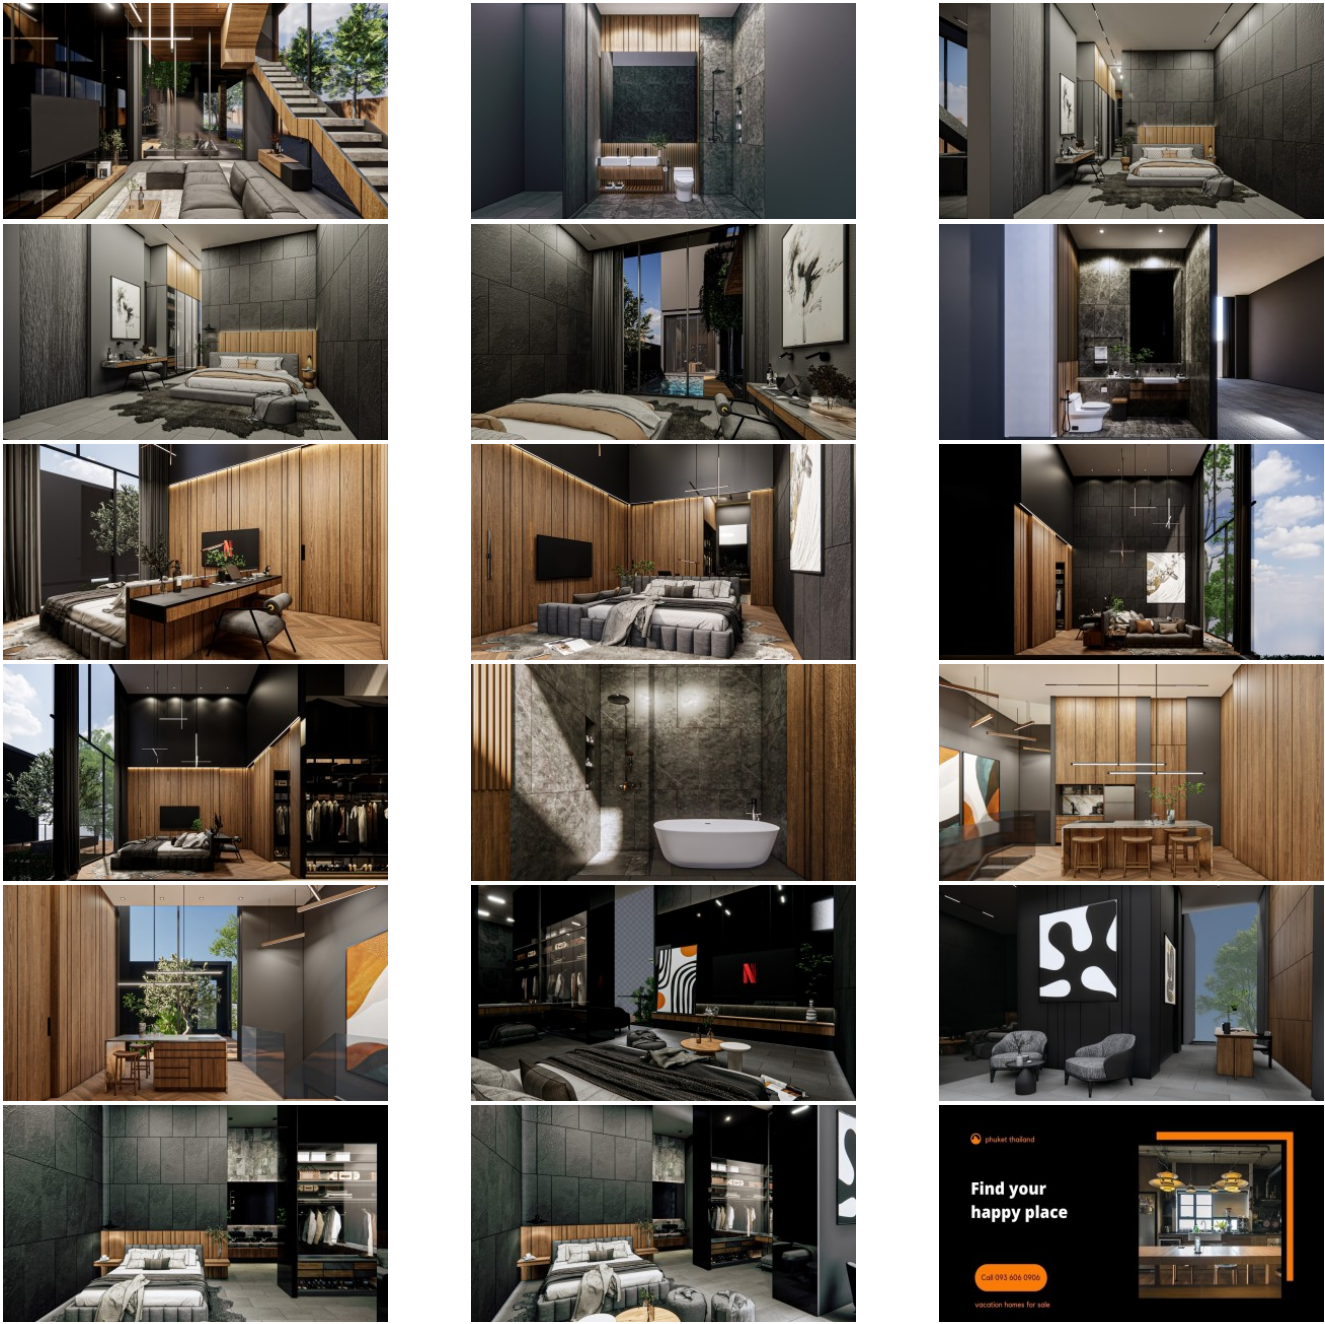 N
N
phuket thailand
Find your
happy place
Call 093 606 0906
vacation homes for sale